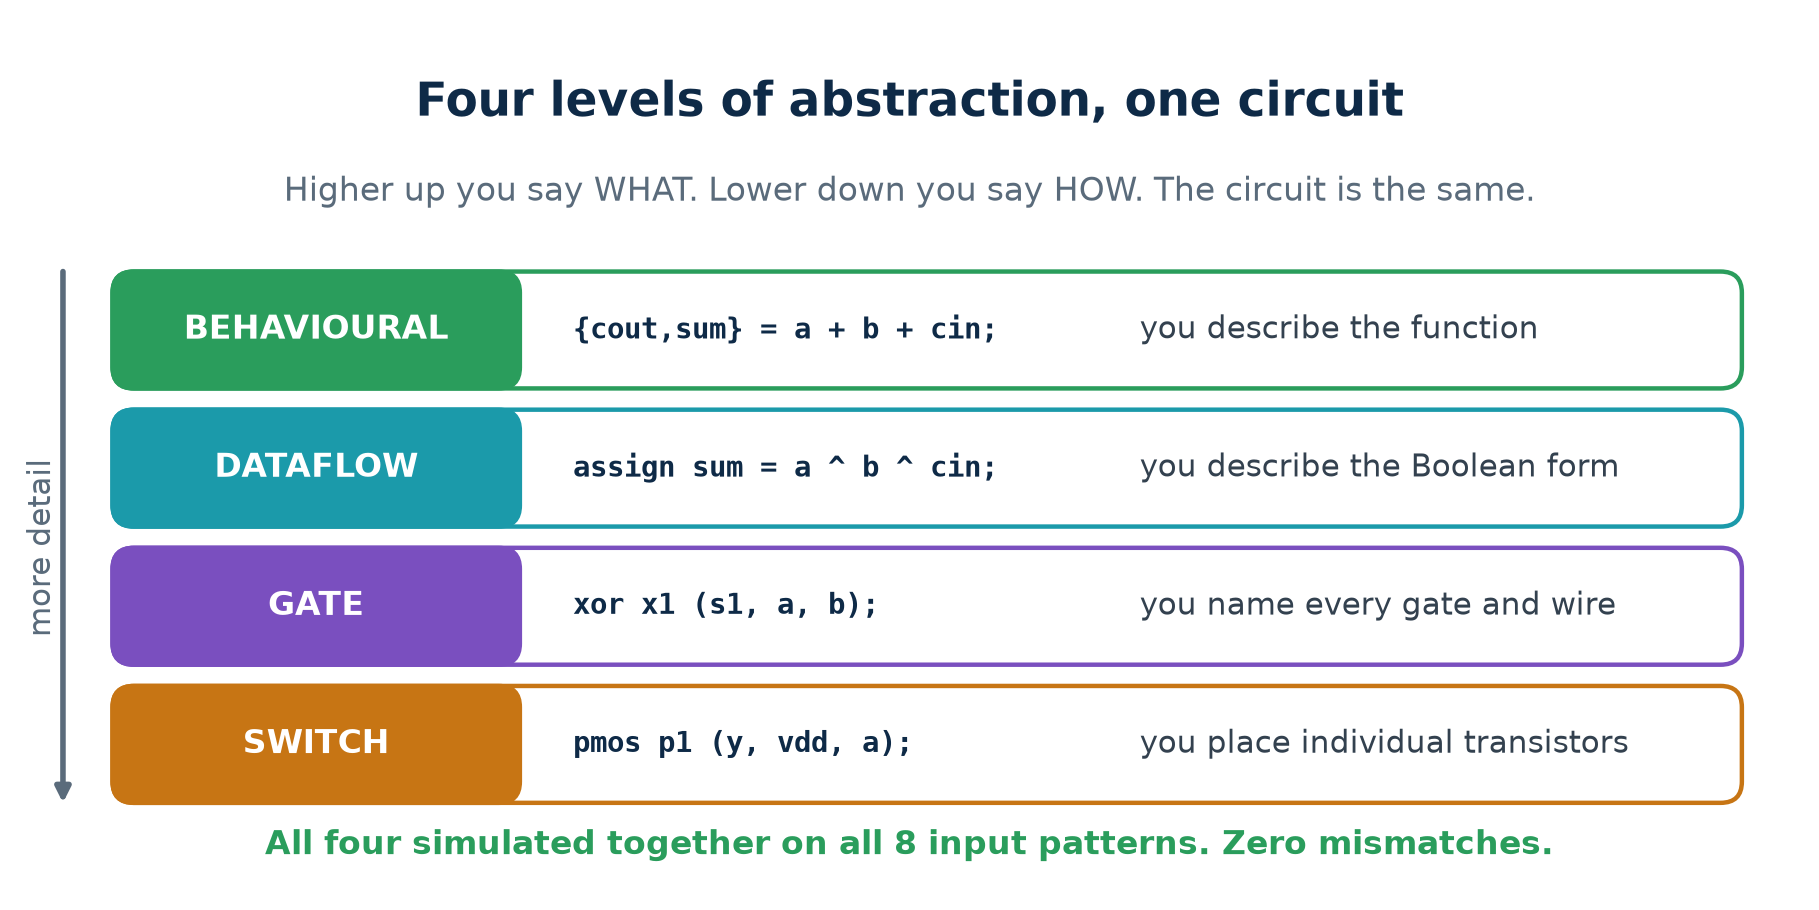 Four levels of abstraction, one circuit
Higher up you say WHAT. Lower down you say HOW. The circuit is the same.
more detail
BEHAVIOURAL {cout,sum} = a + b + cin; you describe the function
DATAFLOW assign sum = a ^ b ^ cin; you describe the Boolean form
GATE xor x1 (s1, a, b); you name every gate and wire
SWITCH pmos p1 (y, vdd, a); you place individual transistors
All four simulated together on all 8 input patterns. Zero mismatches.